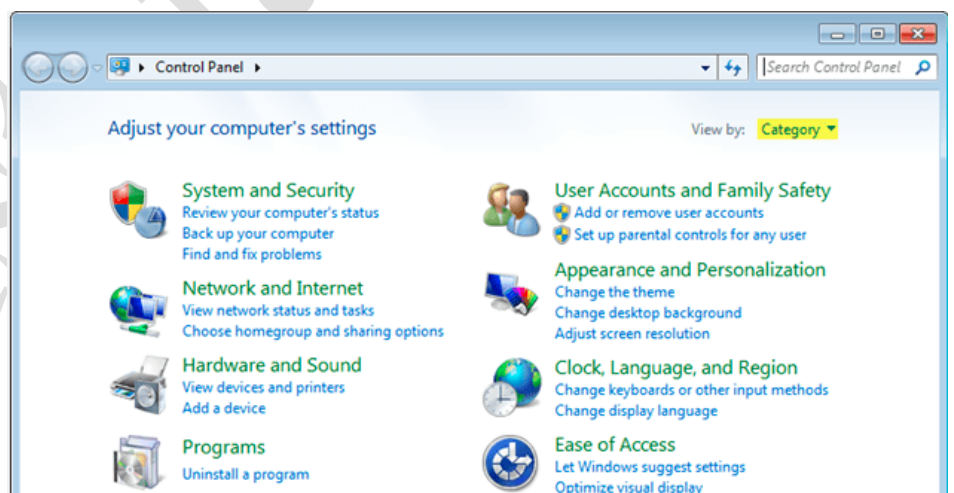 Control Panel
Search Control Panel
Adjust your computer's settings
View by: Category
System and Security
Review your computer's status
Back up your computer
Find and fix problems
Network and Internet
View network status and tasks
Choose homegroup and sharing options
Hardware and Sound
View devices and printers
Add a device
Programs
Uninstall a program
User Accounts and Family Safety
Add or remove user accounts
Set up parental controls for any user
Appearance and Personalization
Change the theme
Change desktop background
Adjust screen resolution
Clock, Language, and Region
Change keyboards or other input methods
Change display language
Ease of Access
Let Windows suggest settings
Optimize visual display